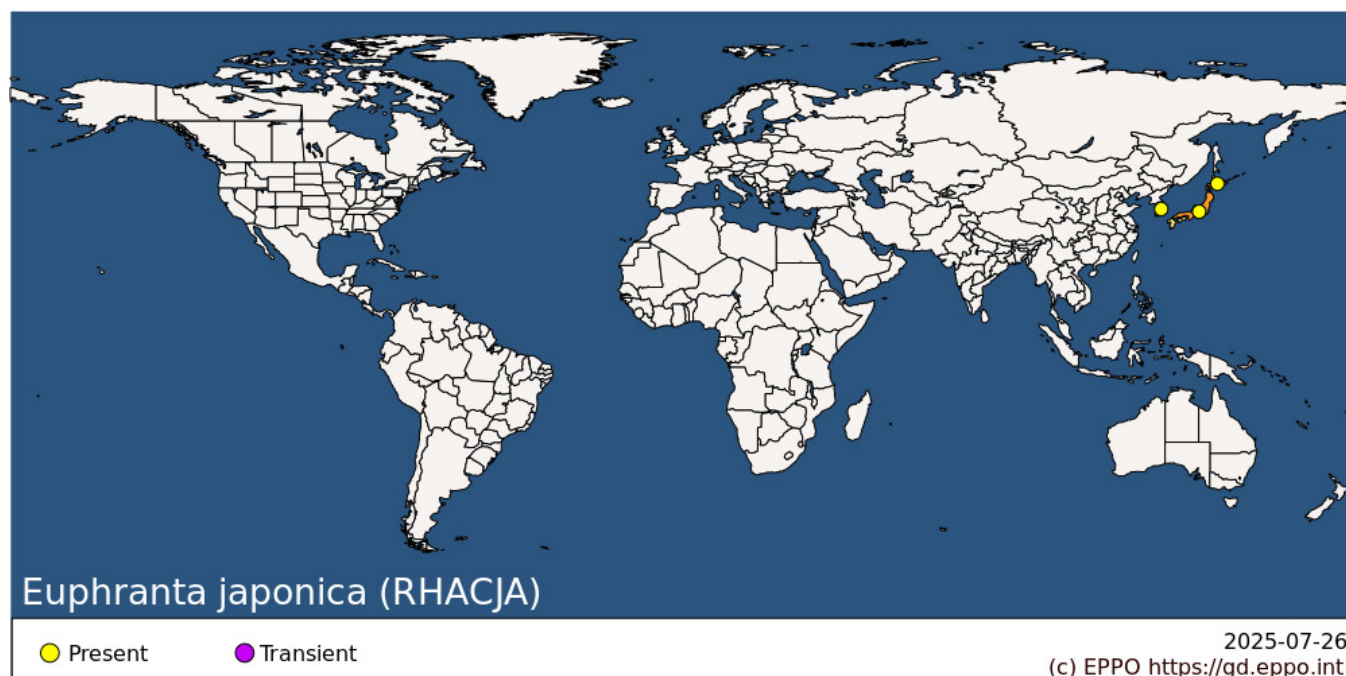 Euphranta japonica (RHACJA)
Present
Transient
2025-07-26
(c) EPPO https://gd.eppo.int